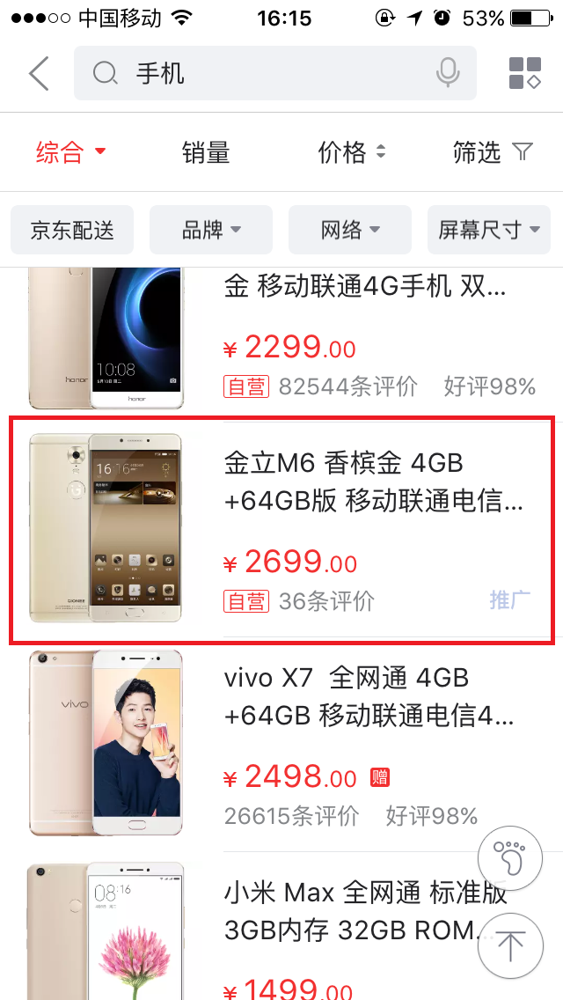 中国移动 16:15 53%
手机
综合 销量 价格 筛选
京东配送 品牌 网络 屏幕尺寸
金 移动联通4G手机 双...
10:08
honor
honor
¥ 2299.00
自营 82544条评价 好评98%
金立M6 香槟金 4GB
+64GB版 移动联通电信...
16 16
GIONEE
¥ 2699.00
自营 36条评价 推广
vivo X7 全网通 4GB
+64GB 移动联通电信4...
vivo
¥ 2498.00 赠
26615条评价 好评98%
小米 Max 全网通 标准版
3GB内存 32GB ROM...
08:16
¥ 1499.00